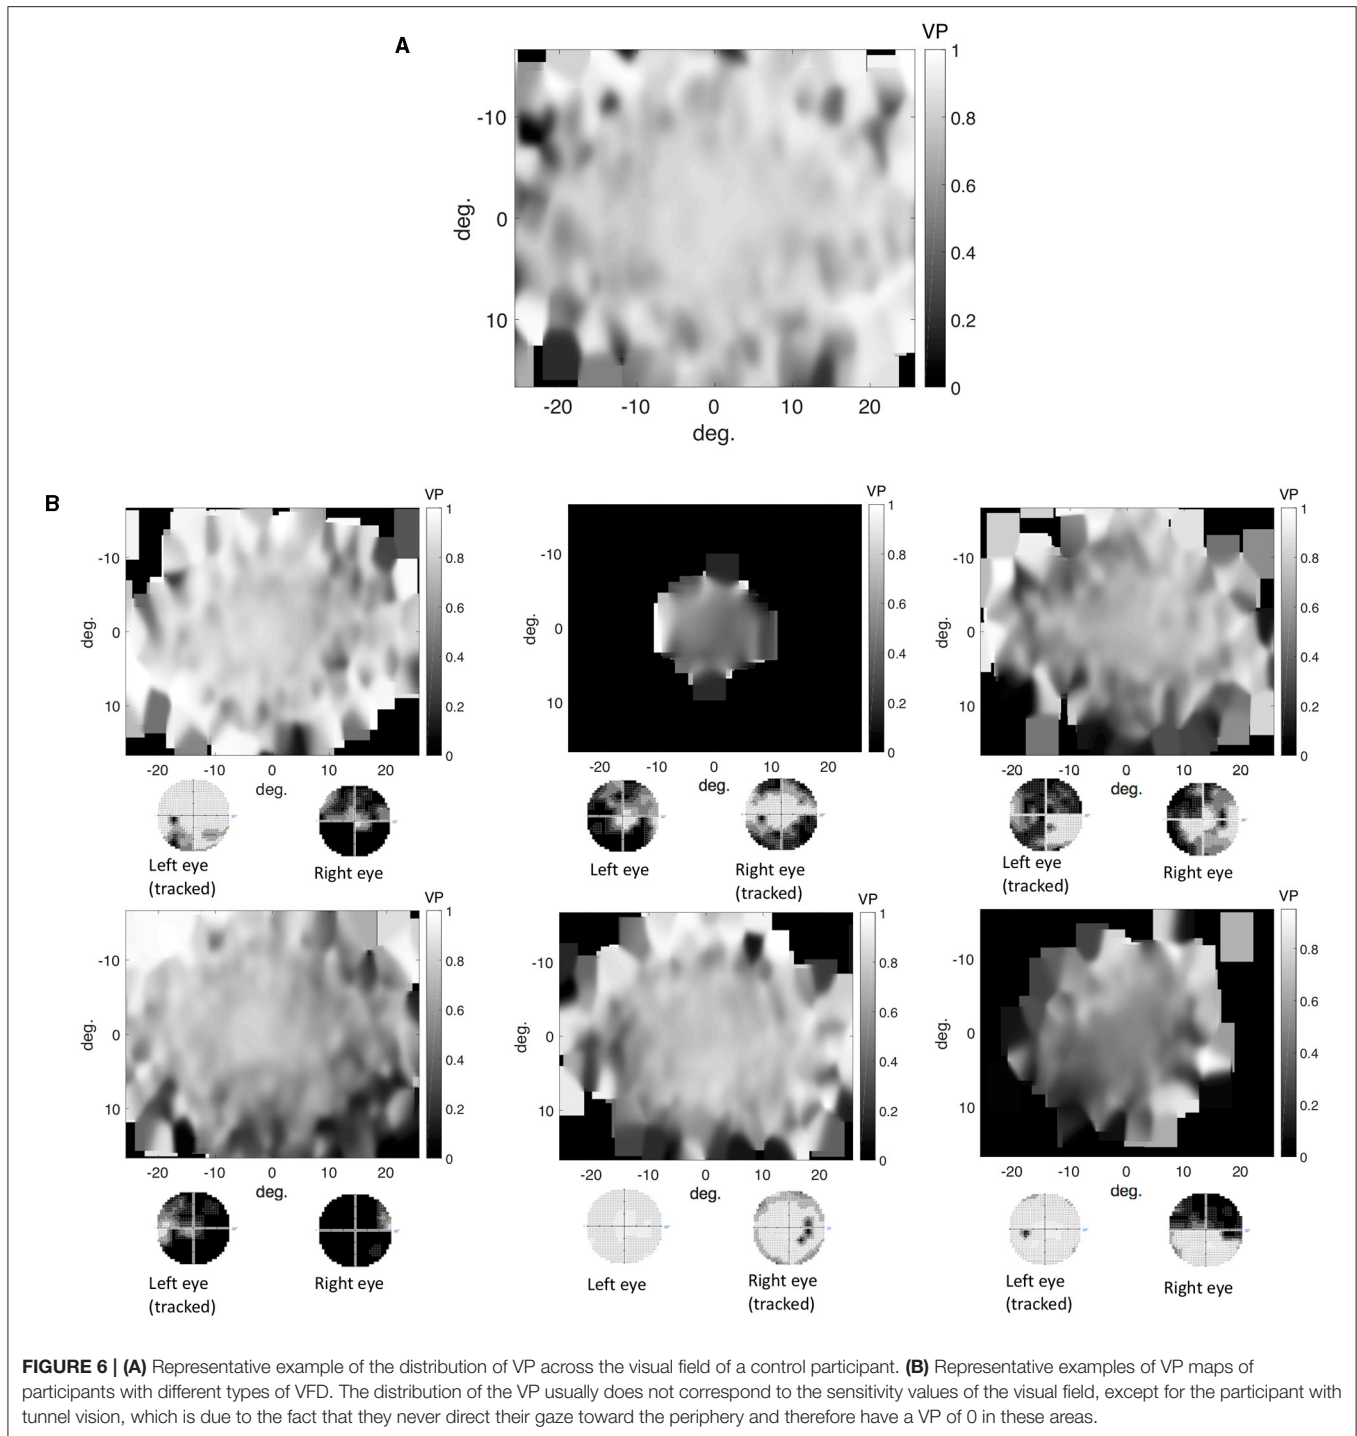 A
VP
1
0.8
0.6
0.4
0.2
0
-10
0
10
deg.
-20 -10 0 10 20
deg.
B
VP
1
0.8
0.6
0.4
0.2
0
-10
0
10
deg.
-20 -10 0 10 20
deg.
Left eye
(tracked)
Right eye
VP
1
0.8
0.6
0.4
0.2
0
-10
0
10
deg.
-20 -10 0 10 20
deg.
Left eye
Right eye
(tracked)
VP
1
0.8
0.6
0.4
0.2
0
-10
0
10
deg.
-20 -10 0 10 20
deg.
Left eye
(tracked)
Right eye
VP
1
0.8
0.6
0.4
0.2
0
-10
0
10
deg.
-20 -10 0 10 20
deg.
Left eye
(tracked)
Right eye
VP
1
0.8
0.6
0.4
0.2
0
-10
0
10
deg.
-20 -10 0 10 20
deg.
Left eye
Right eye
(tracked)
VP
0.8
0.6
0.4
0.2
0
-10
0
10
deg.
-20 -10 0 10 20
deg.
Left eye
(tracked)
Right eye
FIGURE 6 | (A) Representative example of the distribution of VP across the visual field of a control participant. (B) Representative examples of VP maps of
participants with different types of VFD. The distribution of the VP usually does not correspond to the sensitivity values of the visual field, except for the participant with
tunnel vision, which is due to the fact that they never direct their gaze toward the periphery and therefore have a VP of 0 in these areas.